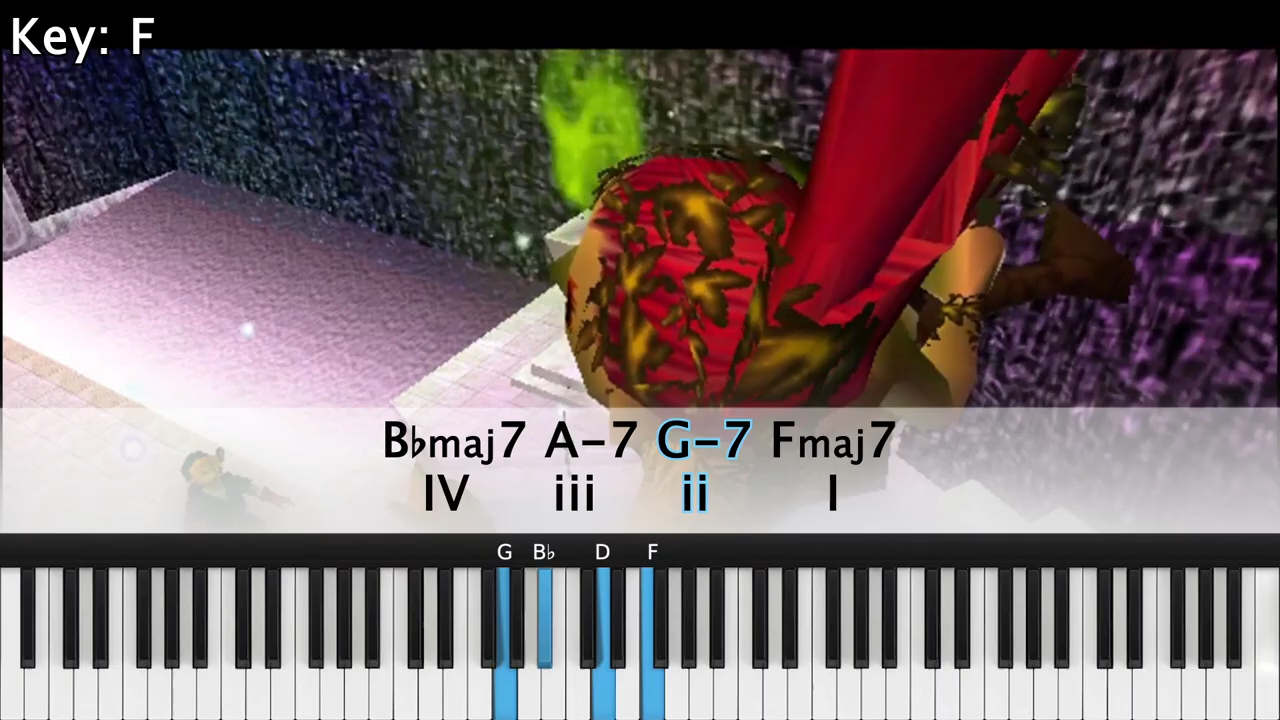 Key: F
B♭maj7 A-7 G-7 Fmaj7
IV iii ii I
G B♭ D F